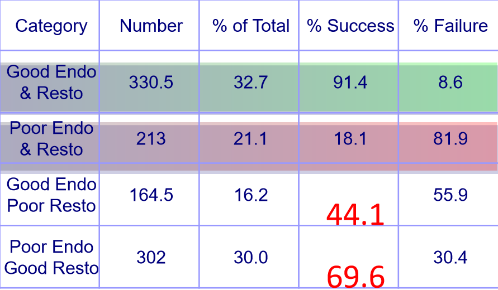 Category Number % of Total % Success % Failure
Good Endo
& Resto 330.5 32.7 91.4 8.6
Poor Endo
& Resto 213 21.1 18.1 81.9
Good Endo
Poor Resto 164.5 16.2 44.1 55.9
Poor Endo
Good Resto 302 30.0 69.6 30.4